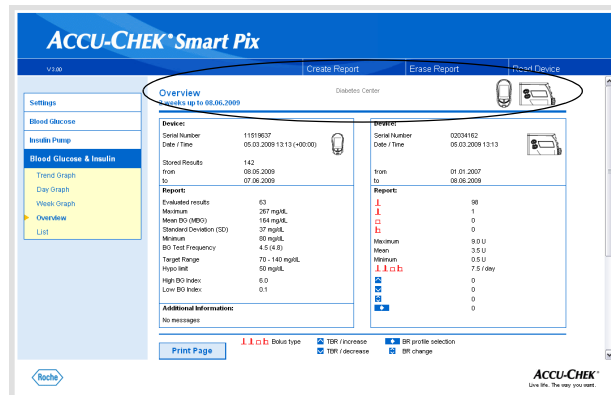 ACCU-CHEK® Smart Pix
V 3.00
Create Report Erase Report Read Device
Overview
2 weeks up to 08.06.2009
Diabetes Center
Settings
Blood Glucose
Insulin Pump
Blood Glucose & Insulin
Trend Graph
Day Graph
Week Graph
Overview
List
Device:
Serial Number 11519637
Date / Time 05.03.2009 13:13 (+00:00)
Stored Results 142
from 08.05.2009
to 07.06.2009
Report:
Evaluated results 63
Maximum 267 mg/dL
Mean BG (MBG) 164 mg/dL
Standard Deviation (SD) 37 mg/dL
Minimum 80 mg/dL
BG Test Frequency 4.5 (4.8)
Target Range 70 - 140 mg/dL
Hypo limit 50 mg/dL
High BG Index 6.0
Low BG Index 0.1
Additional Information:
No messages
Device:
Serial Number 02034162
Date / Time 05.03.2009 13:13
from 01.01.2007
to 08.06.2009
Report:
98
1
0
0
Maximum 9.0 U
Mean 3.5 U
Minimum 0.5 U
7.5 / day
0
0
0
0
Print Page
Bolus type TBR / increase BR profile selection
TBR / decrease BR change
Roche
ACCU-CHEK®
Live life. The way you want.